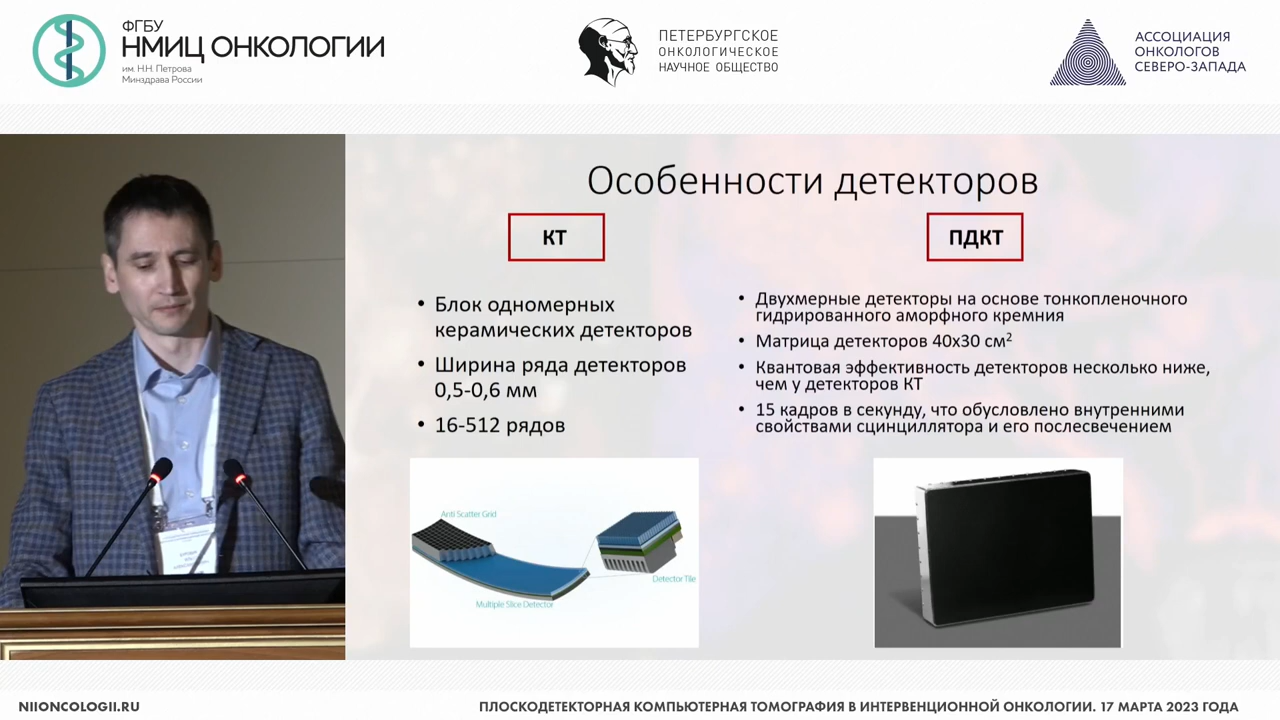 ФГБУ
НМИЦ ОНКОЛОГИИ
им. Н.Н. Петрова
Минздрава России
ПЕТЕРБУРГСКОЕ
ОНКОЛОГИЧЕСКОЕ
НАУЧНОЕ ОБЩЕСТВО
АССОЦИАЦИЯ
ОНКОЛОГОВ
СЕВЕРО-ЗАПАДА
Особенности детекторов
КТ
• Блок одномерных
керамических детекторов
• Ширина ряда детекторов
0,5-0,6 мм
• 16-512 рядов
Anti Scatter Grid
Detector Tile
Multiple Slice Detector
ПДКТ
• Двухмерные детекторы на основе тонкопленочного
гидрированного аморфного кремния
• Матрица детекторов 40х30 см²
• Квантовая эффективность детекторов несколько ниже,
чем у детекторов КТ
• 15 кадров в секунду, что обусловлено внутренними
свойствами сцинциллятора и его послесвечением
NIIONCOLOGII.RU
ПЛОСКОДЕТЕКТОРНАЯ КОМПЬЮТЕРНАЯ ТОМОГРАФИЯ В ИНТЕРВЕНЦИОННОЙ ОНКОЛОГИИ. 17 МАРТА 2023 ГОДА